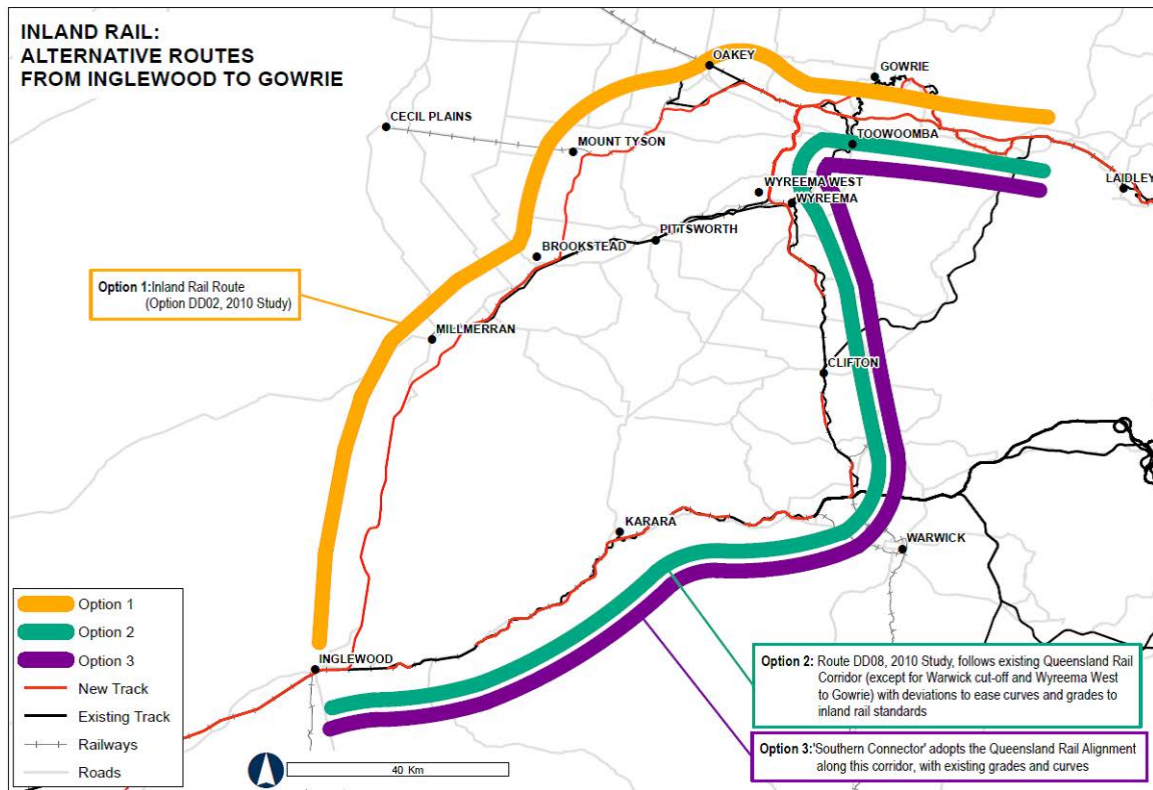 INLAND RAIL:
ALTERNATIVE ROUTES
FROM INGLEWOOD TO GOWRIE
OAKEY
GOWRIE
CECIL PLAINS
MOUNT TYSON
TOOWOOMBA
LAIDLEY
WYREEMA WEST
WYREEMA
PITTSWORTH
BROOKSTEAD
Option 1:Inland Rail Route
(Option DD02, 2010 Study)
MILLMERRAN
CLIFTON
KARARA
WARWICK
INGLEWOOD
Option 1
Option 2
Option 3
New Track
Existing Track
Railways
Roads
40 Km
Option 2: Route DD08, 2010 Study, follows existing Queensland Rail
Corridor (except for Warwick cut-off and Wyreema West
to Gowrie) with deviations to ease curves and grades to
inland rail standards
Option 3:'Southern Connector' adopts the Queensland Rail Alignment
along this corridor, with existing grades and curves